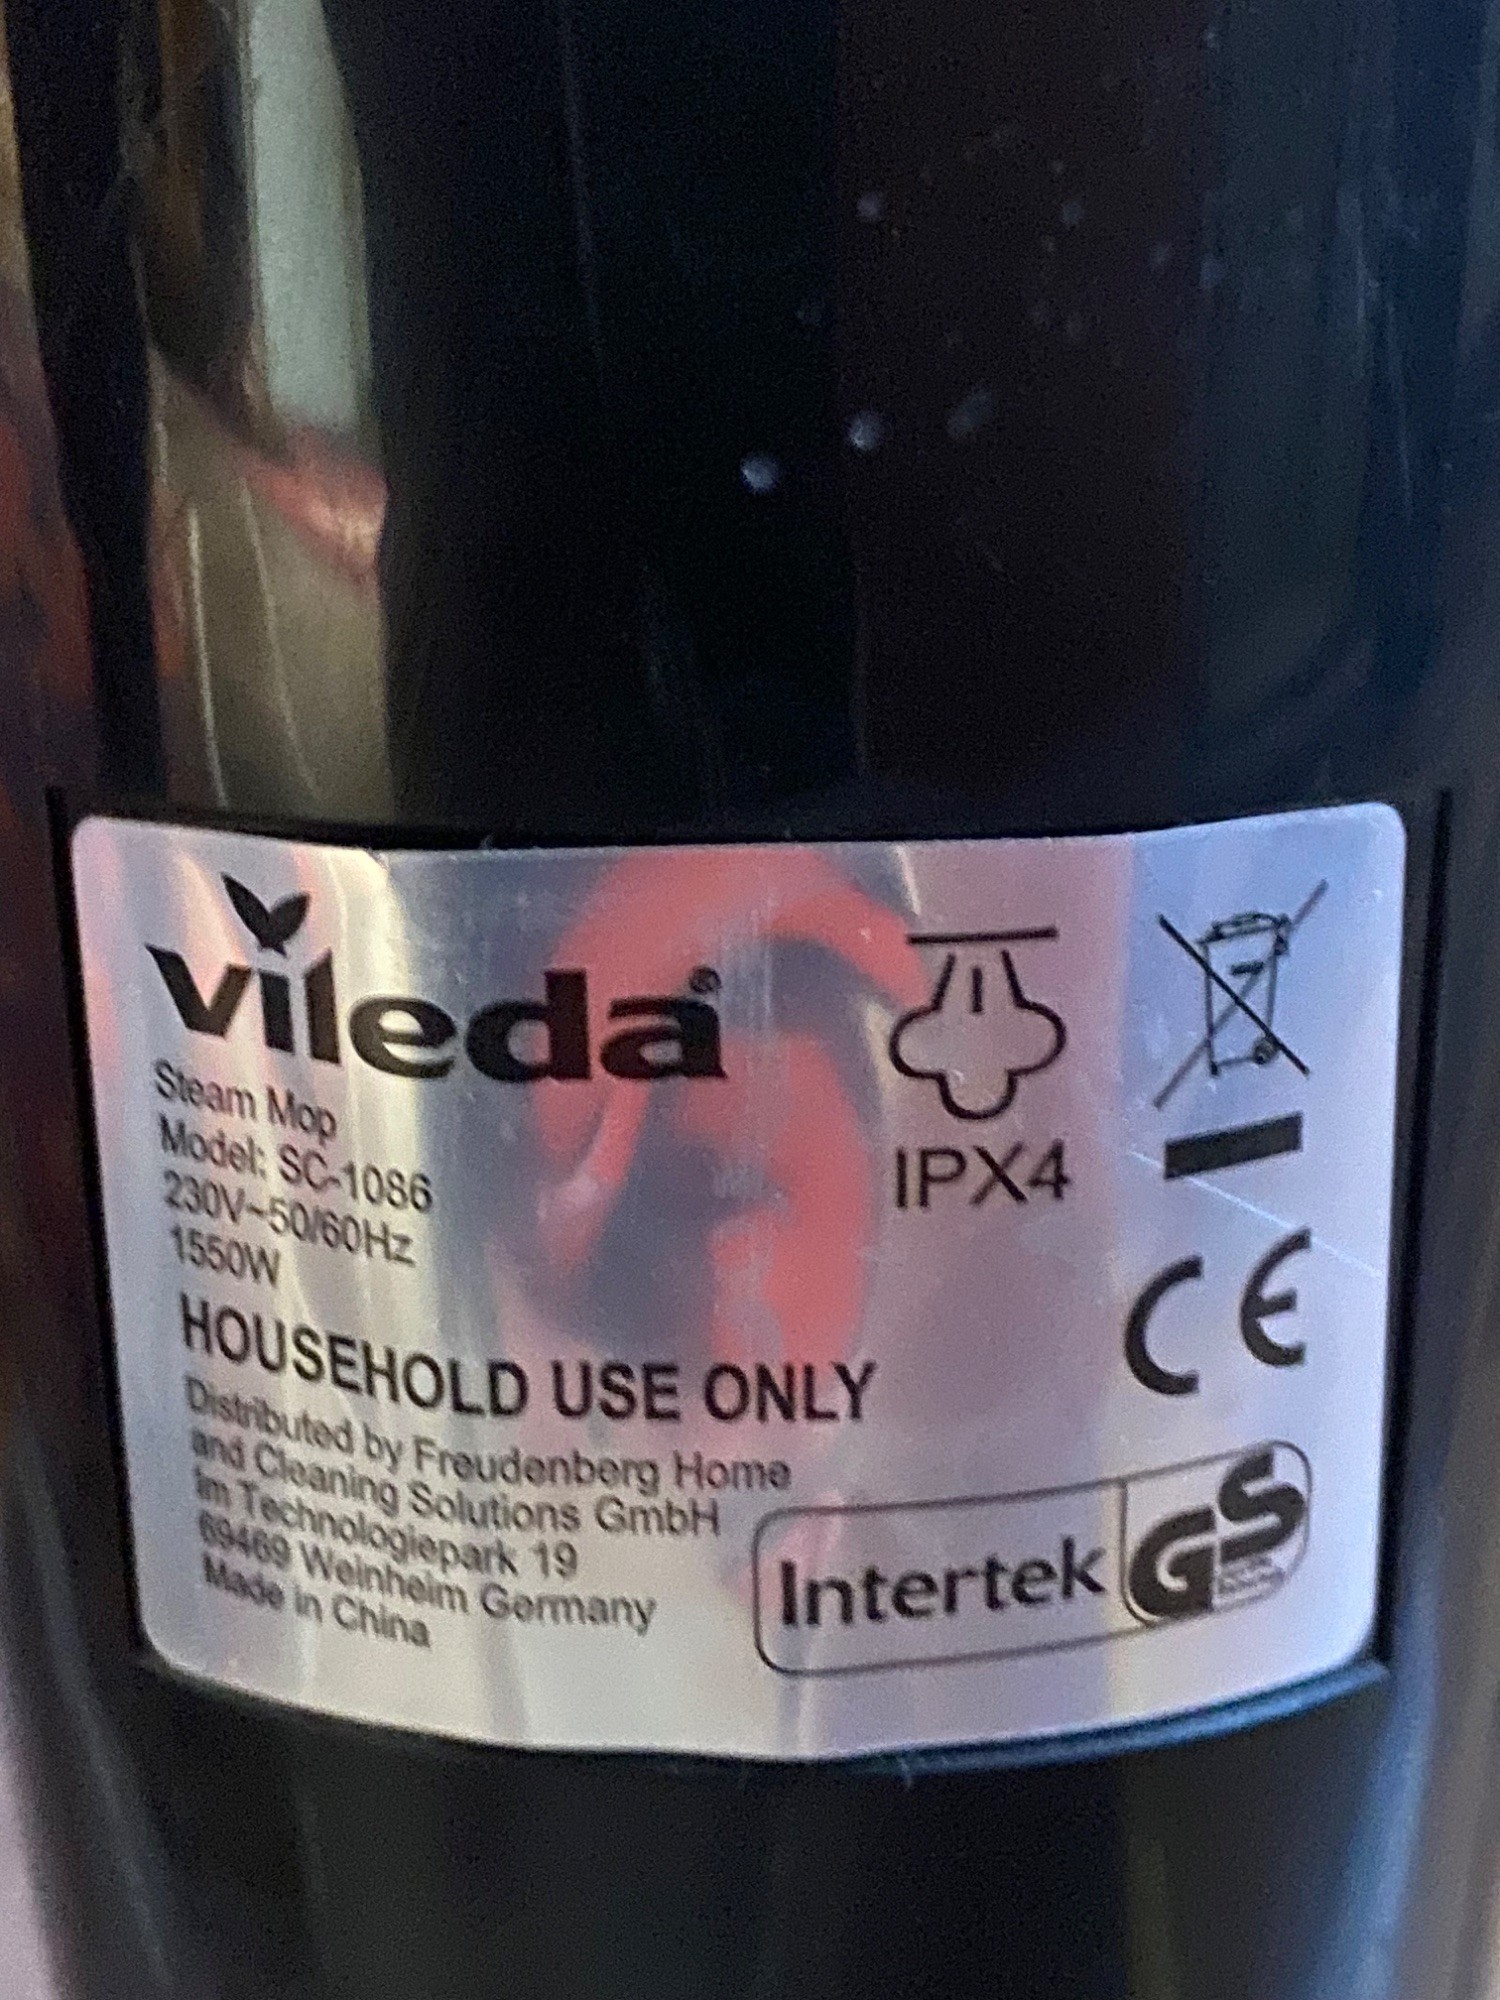 vileda®
Steam Mop
Model: SC-1086
230V~50/60Hz
1550W
HOUSEHOLD USE ONLY
Distributed by Freudenberg Home
and Cleaning Solutions GmbH
Im Technologiepark 19
69469 Weinheim Germany
Made in China
IPX4
CE
Intertek
GS